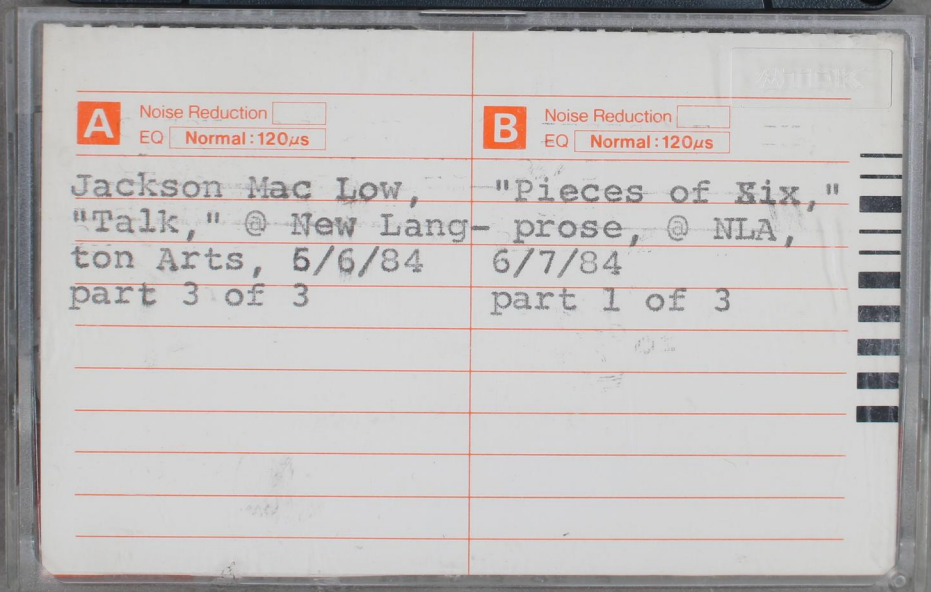 A
Noise Reduction
EQ Normal:120µs
Jackson Mac Low,
"Talk," @ New Lang-
ton Arts, 6/6/84
part 3 of 3
B
Noise Reduction
EQ Normal:120µs
"Pieces of Six,"
prose, @ NLA,
6/7/84
part 1 of 3